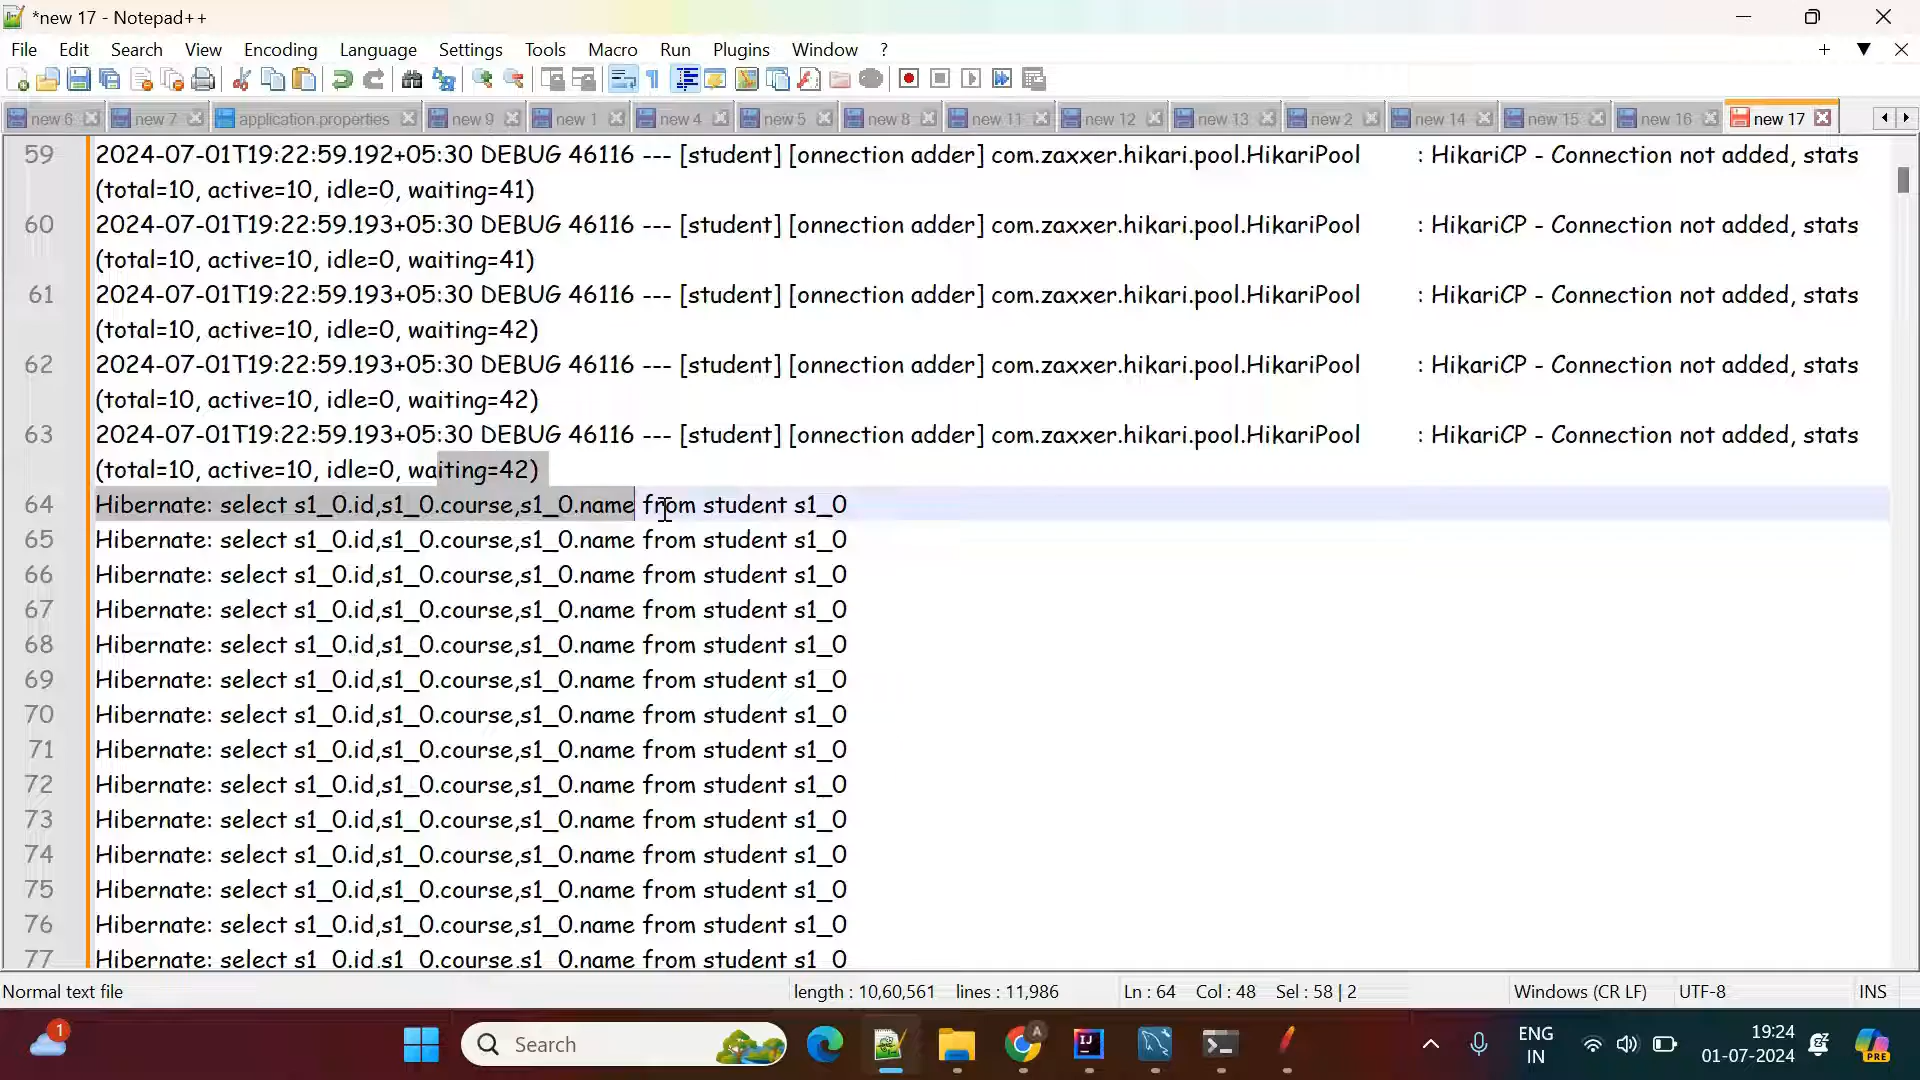 *new 17 - Notepad++
File Edit Search View Encoding Language Settings Tools Macro Run Plugins Window ?
new 6 new 7 application.properties new 9 new 1 new 4 new 5 new 8 new 11 new 12 new 13 new 2 new 14 new 15 new 16 new 17
59 2024-07-01T19:22:59.192+05:30 DEBUG 46116 --- [student] [onnection adder] com.zaxxer.hikari.pool.HikariPool : HikariCP - Connection not added, stats
(total=10, active=10, idle=0, waiting=41)
60 2024-07-01T19:22:59.193+05:30 DEBUG 46116 --- [student] [onnection adder] com.zaxxer.hikari.pool.HikariPool : HikariCP - Connection not added, stats
(total=10, active=10, idle=0, waiting=41)
61 2024-07-01T19:22:59.193+05:30 DEBUG 46116 --- [student] [onnection adder] com.zaxxer.hikari.pool.HikariPool : HikariCP - Connection not added, stats
(total=10, active=10, idle=0, waiting=42)
62 2024-07-01T19:22:59.193+05:30 DEBUG 46116 --- [student] [onnection adder] com.zaxxer.hikari.pool.HikariPool : HikariCP - Connection not added, stats
(total=10, active=10, idle=0, waiting=42)
63 2024-07-01T19:22:59.193+05:30 DEBUG 46116 --- [student] [onnection adder] com.zaxxer.hikari.pool.HikariPool : HikariCP - Connection not added, stats
(total=10, active=10, idle=0, waiting=42)
64 Hibernate: select s1_0.id,s1_0.course,s1_0.name from student s1_0
65 Hibernate: select s1_0.id,s1_0.course,s1_0.name from student s1_0
66 Hibernate: select s1_0.id,s1_0.course,s1_0.name from student s1_0
67 Hibernate: select s1_0.id,s1_0.course,s1_0.name from student s1_0
68 Hibernate: select s1_0.id,s1_0.course,s1_0.name from student s1_0
69 Hibernate: select s1_0.id,s1_0.course,s1_0.name from student s1_0
70 Hibernate: select s1_0.id,s1_0.course,s1_0.name from student s1_0
71 Hibernate: select s1_0.id,s1_0.course,s1_0.name from student s1_0
72 Hibernate: select s1_0.id,s1_0.course,s1_0.name from student s1_0
73 Hibernate: select s1_0.id,s1_0.course,s1_0.name from student s1_0
74 Hibernate: select s1_0.id,s1_0.course,s1_0.name from student s1_0
75 Hibernate: select s1_0.id,s1_0.course,s1_0.name from student s1_0
76 Hibernate: select s1_0.id,s1_0.course,s1_0.name from student s1_0
77 Hibernate: select s1_0.id,s1_0.course,s1_0.name from student s1_0
Normal text file length : 10,60,561 lines : 11,986 Ln : 64 Col : 48 Sel : 58 | 2 Windows (CR LF) UTF-8 INS
1 Search A IJ ENG 19:24 PRE
IN 01-07-2024